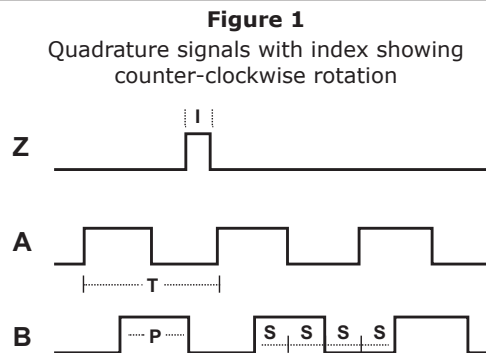 Figure 1
Quadrature signals with index showing
counter-clockwise rotation
I
Z
A
T
B
P
S S S S